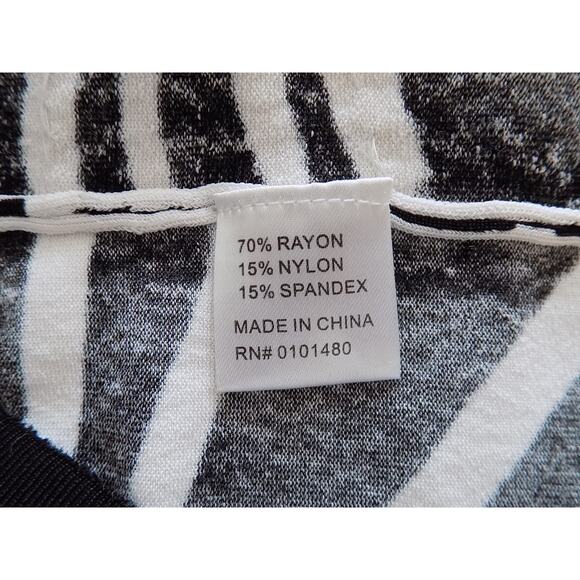 70% RAYON
15% NYLON
15% SPANDEX
MADE IN CHINA
RN# 0101480